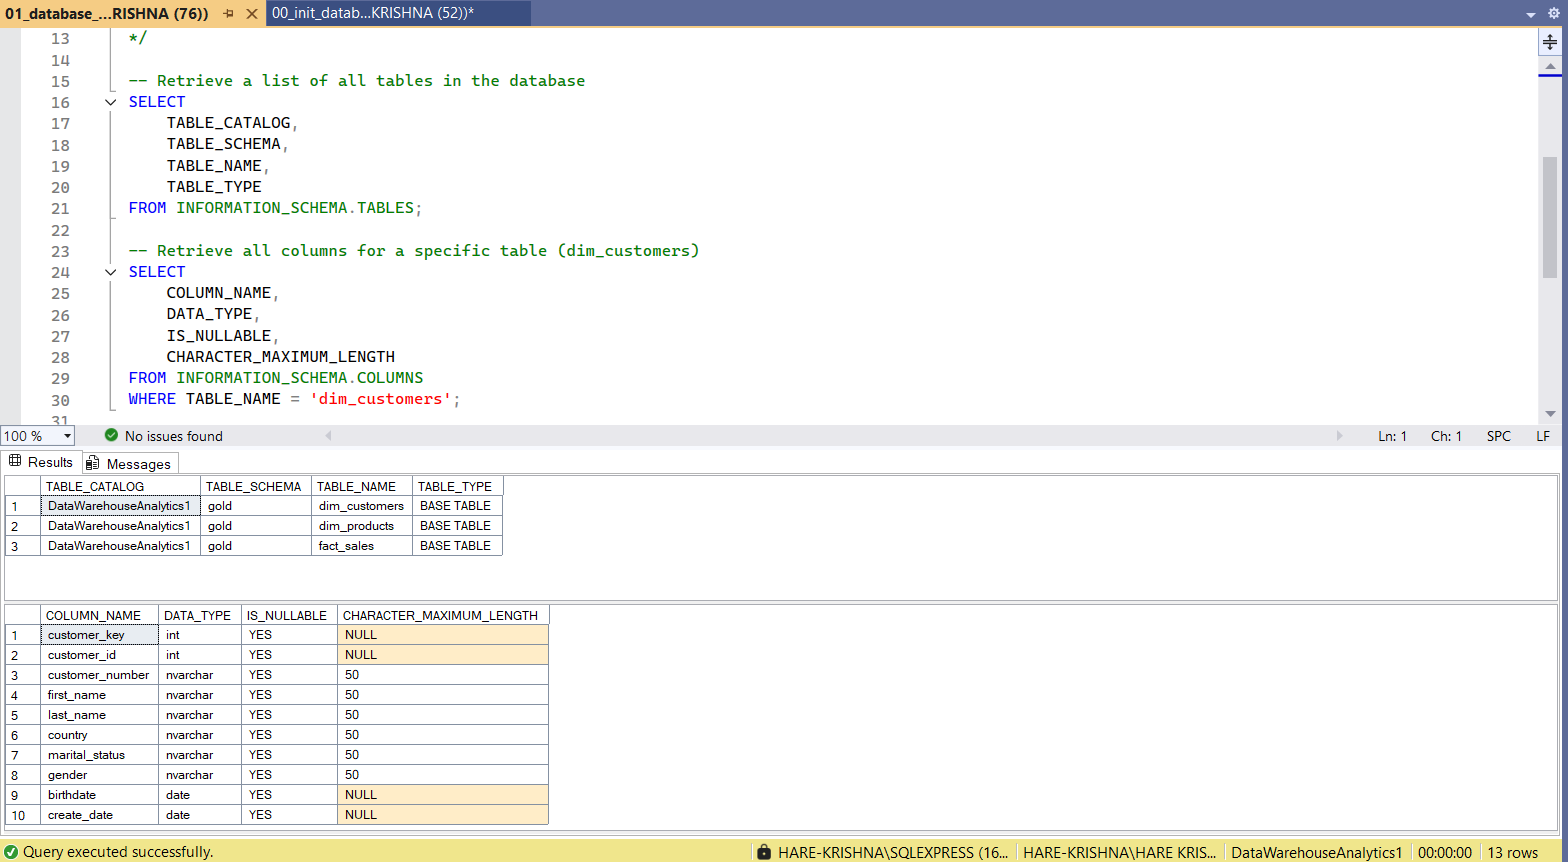 01_database_...RISHNA (76)) 00_init_datab...KRISHNA (52))*
13 */
14
15 -- Retrieve a list of all tables in the database
16 SELECT
17 TABLE_CATALOG,
18 TABLE_SCHEMA,
19 TABLE_NAME,
20 TABLE_TYPE
21 FROM INFORMATION_SCHEMA.TABLES;
22
23 -- Retrieve all columns for a specific table (dim_customers)
24 SELECT
25 COLUMN_NAME,
26 DATA_TYPE,
27 IS_NULLABLE,
28 CHARACTER_MAXIMUM_LENGTH
29 FROM INFORMATION_SCHEMA.COLUMNS
30 WHERE TABLE_NAME = 'dim_customers';
31
100 % No issues found Ln: 1 Ch: 1 SPC LF
Results Messages
TABLE_CATALOG TABLE_SCHEMA TABLE_NAME TABLE_TYPE
1 DataWarehouseAnalytics1 gold dim_customers BASE TABLE
2 DataWarehouseAnalytics1 gold dim_products BASE TABLE
3 DataWarehouseAnalytics1 gold fact_sales BASE TABLE
COLUMN_NAME DATA_TYPE IS_NULLABLE CHARACTER_MAXIMUM_LENGTH
1 customer_key int YES NULL
2 customer_id int YES NULL
3 customer_number nvarchar YES 50
4 first_name nvarchar YES 50
5 last_name nvarchar YES 50
6 country nvarchar YES 50
7 marital_status nvarchar YES 50
8 gender nvarchar YES 50
9 birthdate date YES NULL
10 create_date date YES NULL
Query executed successfully. HARE-KRISHNA\SQLEXPRESS (16... HARE-KRISHNA\HARE KRIS... DataWarehouseAnalytics1 00:00:00 13 rows